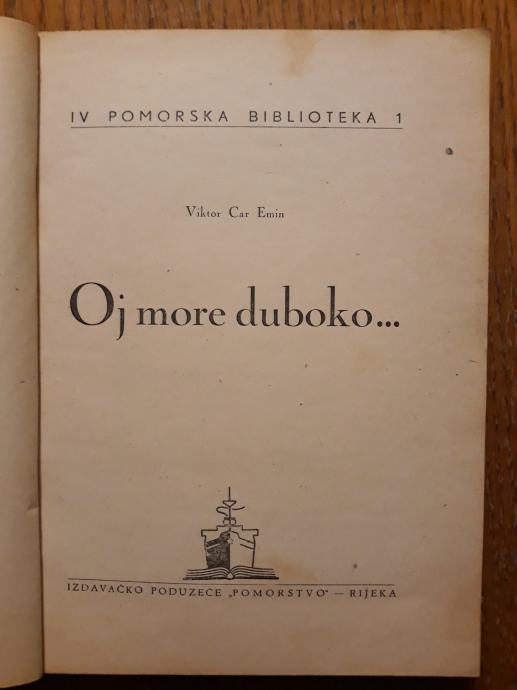 IV POMORSKA BIBLIOTEKA 1
Viktor Car Emin
Oj more duboko...
IZDAVAČKO PODUZEĆE „POMORSTVO" — RIJEKA